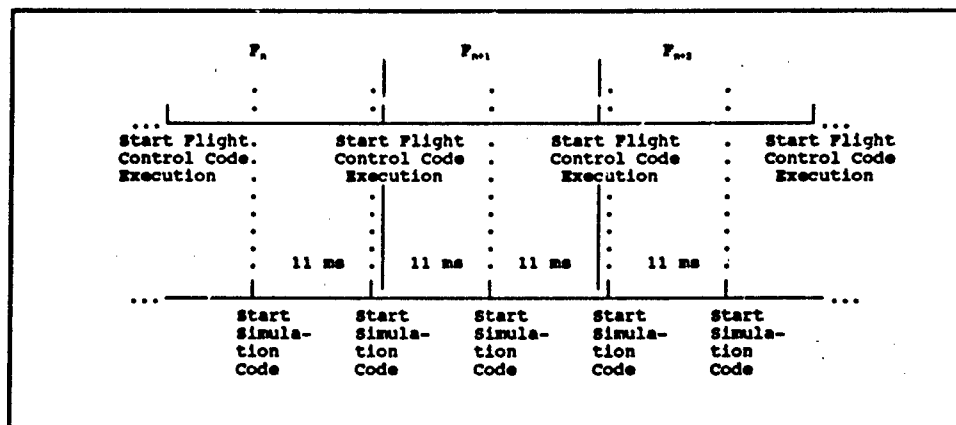 Fn Fn+1 Fn+2
... Start Flight Start Flight Start Flight Start Flight ...
Control Code Control Code Control Code Control Code
Execution Execution Execution Execution
11 ms 11 ms 11 ms 11 ms
... ...
Start Start Start Start Start
Simula- Simula- Simula- Simula- Simula-
tion tion tion tion tion
Code Code Code Code Code